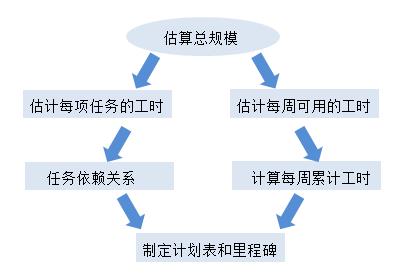 估算总规模
估计每项任务的工时
估计每周可用的工时
任务依赖关系
计算每周累计工时
制定计划表和里程碑